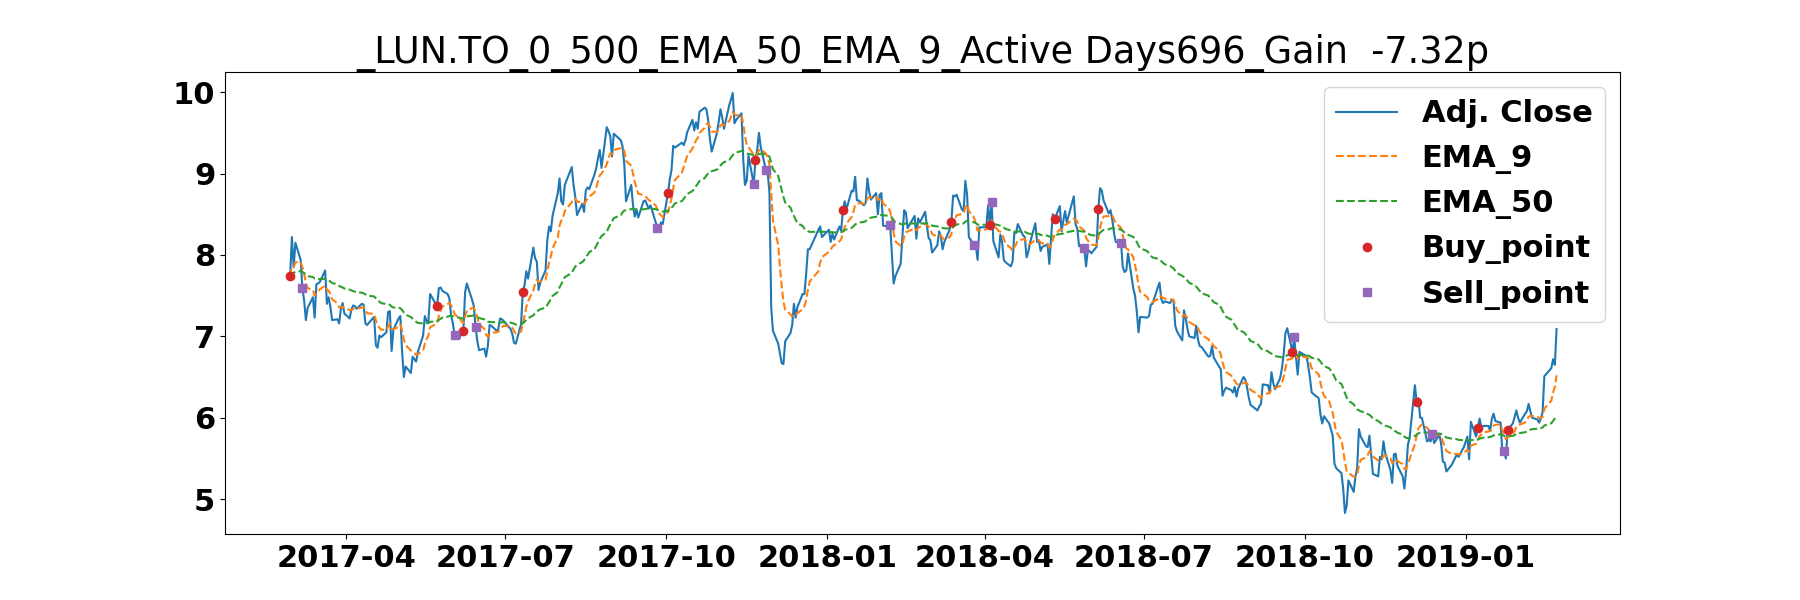 _LUN.TO_0_500_EMA_50_EMA_9_Active Days696_Gain  -7.32p
10
9
8
7
6
5
Adj. Close
EMA_9
EMA_50
Buy_point
Sell_point
2017-04 2017-07 2017-10 2018-01 2018-04 2018-07 2018-10 2019-01